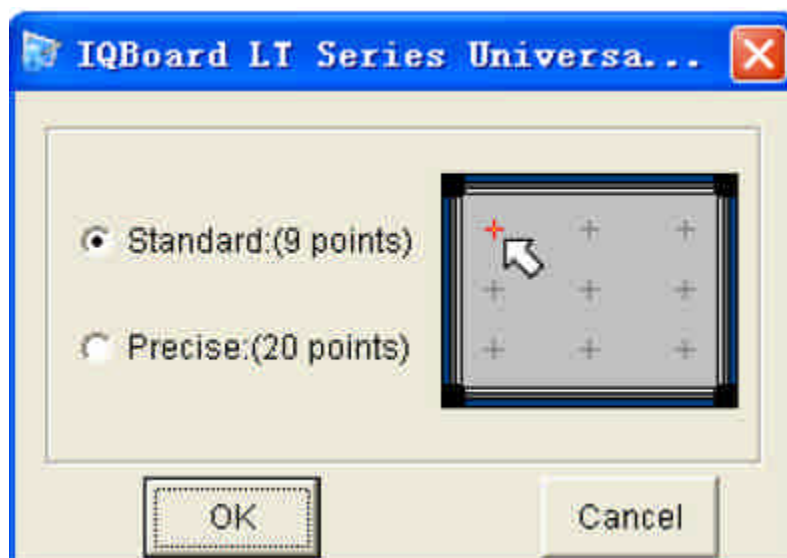 IQBoard LT Series Universa...
Standard:(9 points)
Precise:(20 points)
OK
Cancel